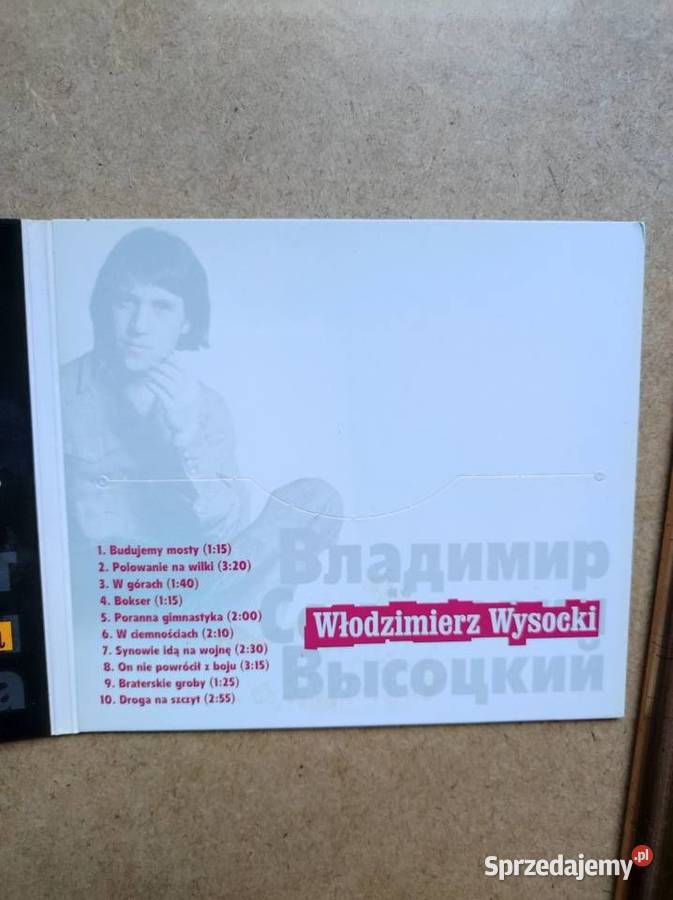 1. Budujemy mosty (1:15)
2. Polowanie na wilki (3:20)
3. W górach (1:40)
4. Bokser (1:15)
5. Poranna gimnastyka (2:00)
6. W ciemnościach (2:10)
7. Synowie idą na wojnę (2:30)
8. On nie powrócił z boju (3:15)
9. Braterskie groby (1:25)
10. Droga na szczyt (2:55)
Владимир
Włodzimierz Wysocki
Высоцкий
Sprzedajemy.pl